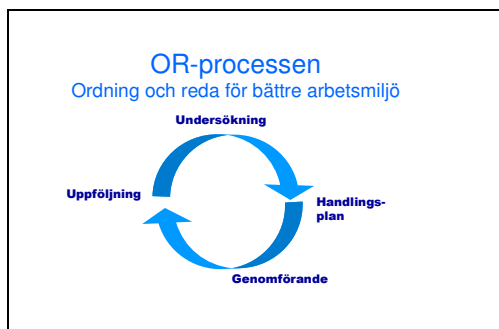 OR-processen
Ordning och reda för bättre arbetsmiljö
Undersökning
Uppföljning
Handlings-
plan
Genomförande